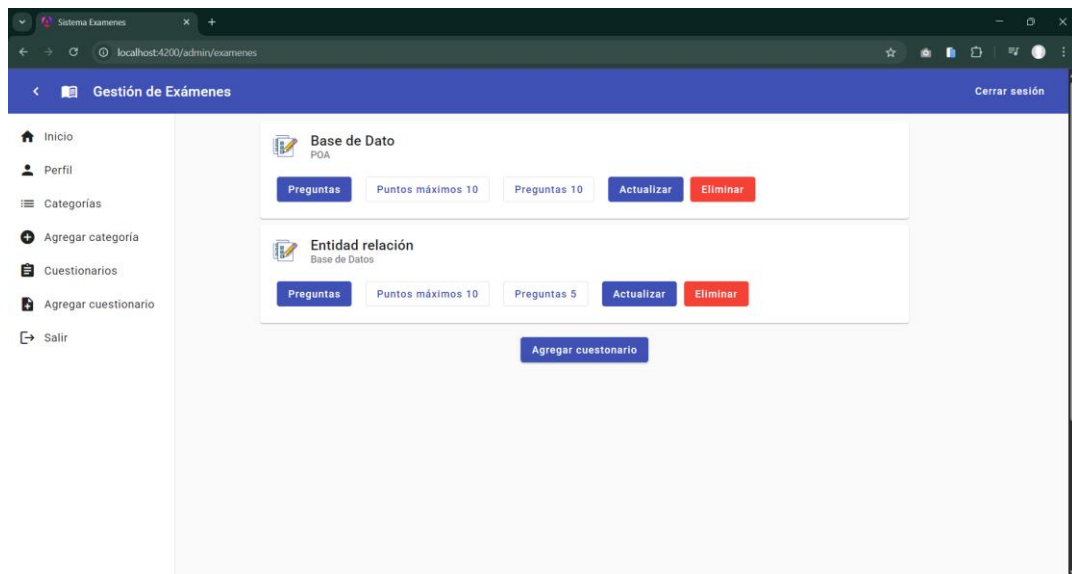 Sistema Examenes
localhost:4200/admin/examenes
Gestión de Exámenes
Cerrar sesión
Inicio
Perfil
Categorías
Agregar categoría
Cuestionarios
Agregar cuestionario
Salir
Base de Dato
POA
Preguntas Puntos máximos 10 Preguntas 10 Actualizar Eliminar
Entidad relación
Base de Datos
Preguntas Puntos máximos 10 Preguntas 5 Actualizar Eliminar
Agregar cuestonario